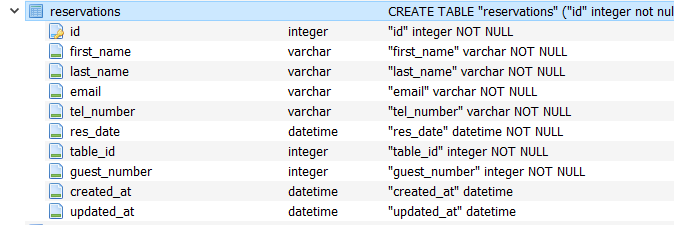 reservations CREATE TABLE "reservations" ("id" integer not nul
id integer "id" integer NOT NULL
first_name varchar "first_name" varchar NOT NULL
last_name varchar "last_name" varchar NOT NULL
email varchar "email" varchar NOT NULL
tel_number varchar "tel_number" varchar NOT NULL
res_date datetime "res_date" datetime NOT NULL
table_id integer "table_id" integer NOT NULL
guest_number integer "guest_number" integer NOT NULL
created_at datetime "created_at" datetime
updated_at datetime "updated_at" datetime